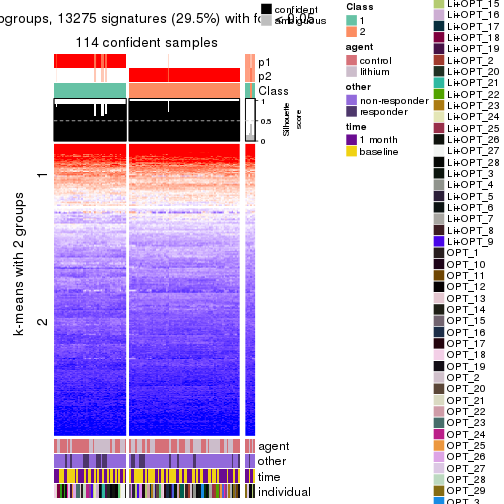 ogroups, 13275 signatures (29.5%) with fd
114 confident samples
confident
ambiguous
p1
p2
Class
1
0.5
0
Silhouette
score
k-means with 2 groups
1
2
agent
other
time
individual
Class
1
2
agent
control
lithium
other
non-responder
responder
time
1 month
baseline
Li+OPT_15
Li+OPT_16
Li+OPT_17
Li+OPT_18
Li+OPT_19
Li+OPT_2
Li+OPT_20
Li+OPT_21
Li+OPT_22
Li+OPT_23
Li+OPT_24
Li+OPT_25
Li+OPT_26
Li+OPT_27
Li+OPT_28
Li+OPT_3
Li+OPT_4
Li+OPT_5
Li+OPT_6
Li+OPT_7
Li+OPT_8
Li+OPT_9
OPT_1
OPT_10
OPT_11
OPT_12
OPT_13
OPT_14
OPT_15
OPT_16
OPT_17
OPT_18
OPT_19
OPT_2
OPT_20
OPT_21
OPT_22
OPT_23
OPT_24
OPT_25
OPT_26
OPT_27
OPT_28
OPT_29
OPT_3